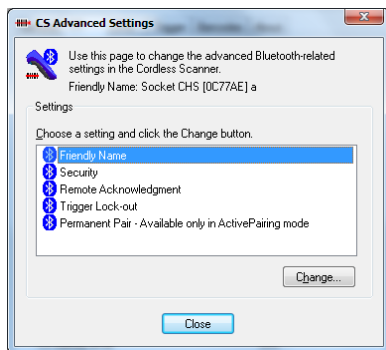 CS Advanced Settings
Use this page to change the advanced Bluetooth-related
settings in the Cordless Scanner.
Friendly Name: Socket CHS [0C77AE] a
Settings
Choose a setting and click the Change button.
Friendly Name
Security
Remote Acknowledgment
Trigger Lock-out
Permanent Pair - Available only in ActivePairing mode
Change...
Close